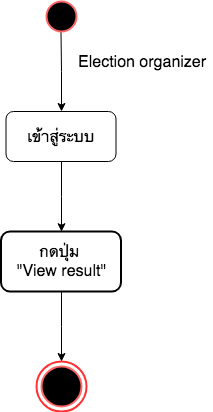 Election organizer
เข้าสู่ระบบ
กดปุ่ม
"View result"